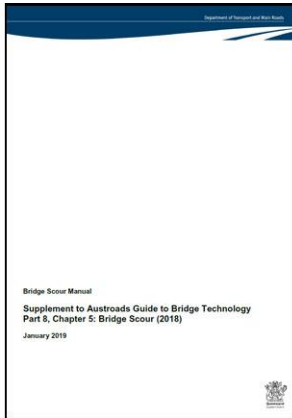 Department of Transport and Main Roads
Bridge Scour Manual
Supplement to Austroads Guide to Bridge Technology
Part 8, Chapter 5: Bridge Scour (2018)
January 2019